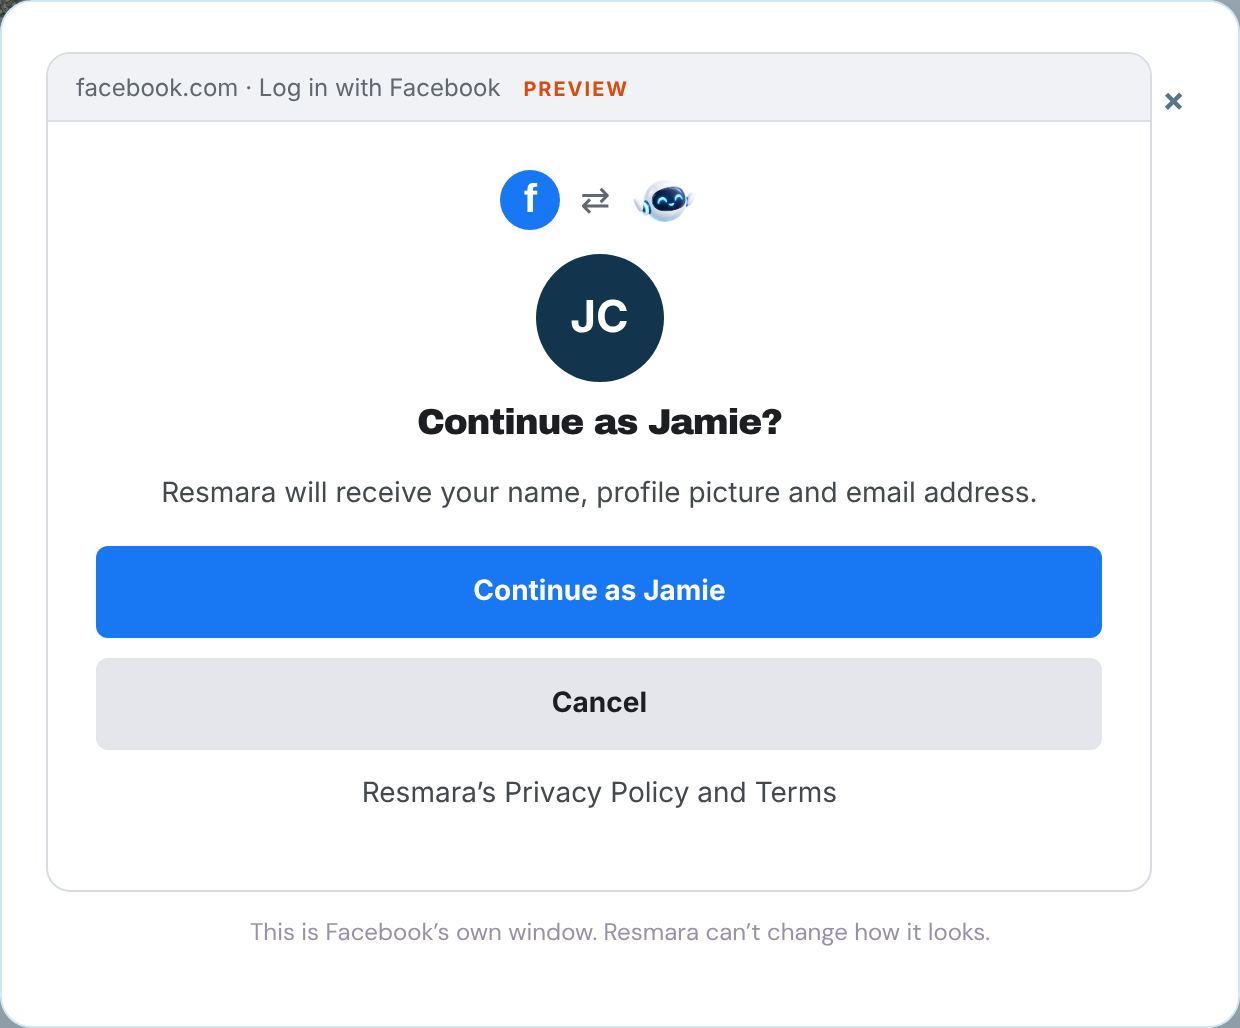 facebook.com · Log in with Facebook PREVIEW
×
f
JC
Continue as Jamie?
Resmara will receive your name, profile picture and email address.
Continue as Jamie
Cancel
Resmara’s Privacy Policy and Terms
This is Facebook’s own window. Resmara can’t change how it looks.